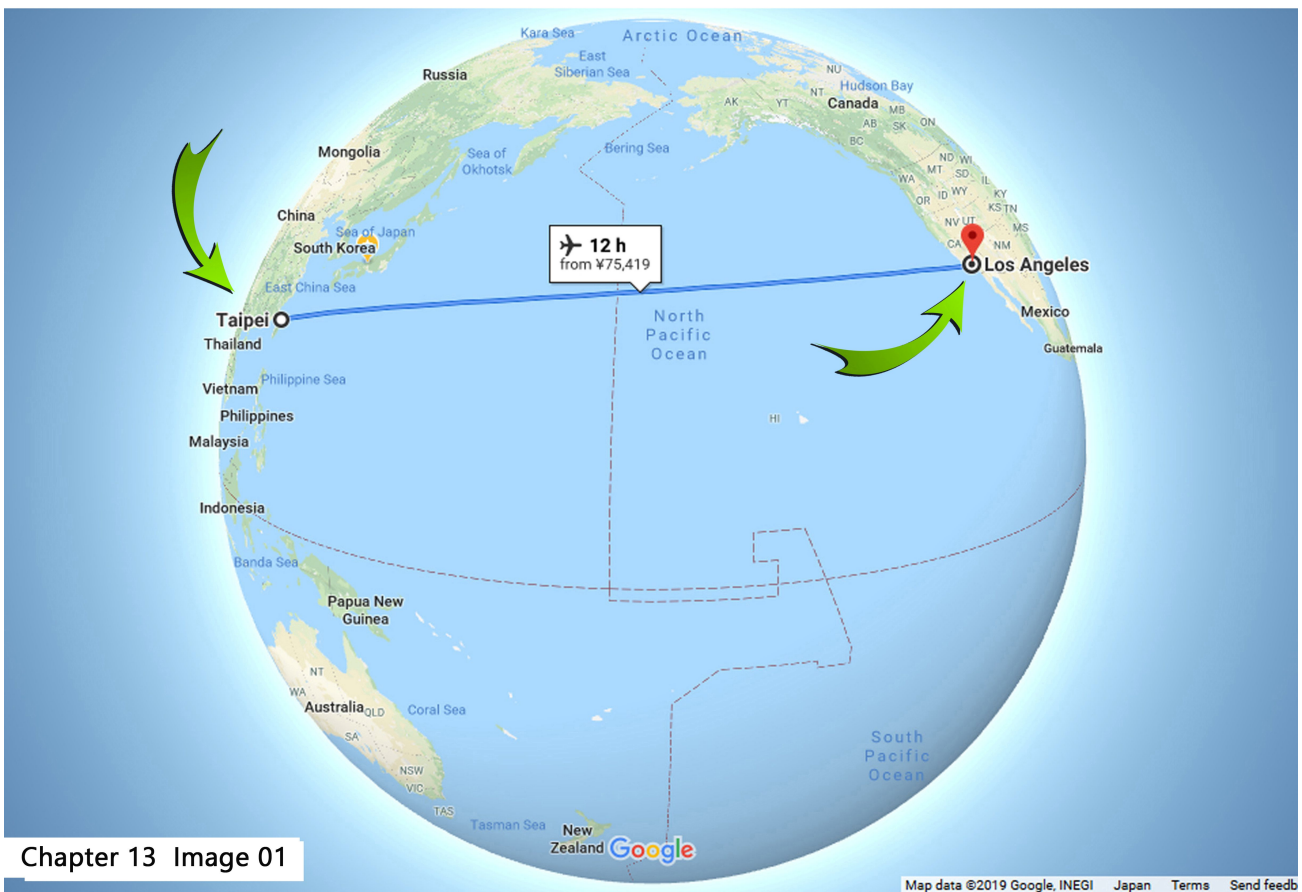 Kara Sea
Arctic Ocean
East
Siberian Sea
Russia
NU
Hudson Bay
NT
Canada
AK
YT
MB
AB
SK
ON
BC
Bering Sea
Sea of
Okhotsk
Mongolia
ND
WI
MT
SD
WA
IL
ID
WY
OR
KY
KS
TN
China
NV
UT
MS
Sea of Japan
South Korea
CA
NM
12 h
from ¥75,419
Los Angeles
East China Sea
Taipei
Mexico
North
Pacific
Ocean
Thailand
Guatemala
Philippine Sea
Vietnam
Philippines
HI
Malaysia
Indonesia
Banda Sea
Papua New
Guinea
NT
WA
Australia
QLD
Coral Sea
SA
South
Pacific
Ocean
NSW
VIC
TAS
Tasman Sea
New
Zealand
Google
Chapter 13 Image 01
Map data ©2019 Google, INEGI Japan Terms Send feedb